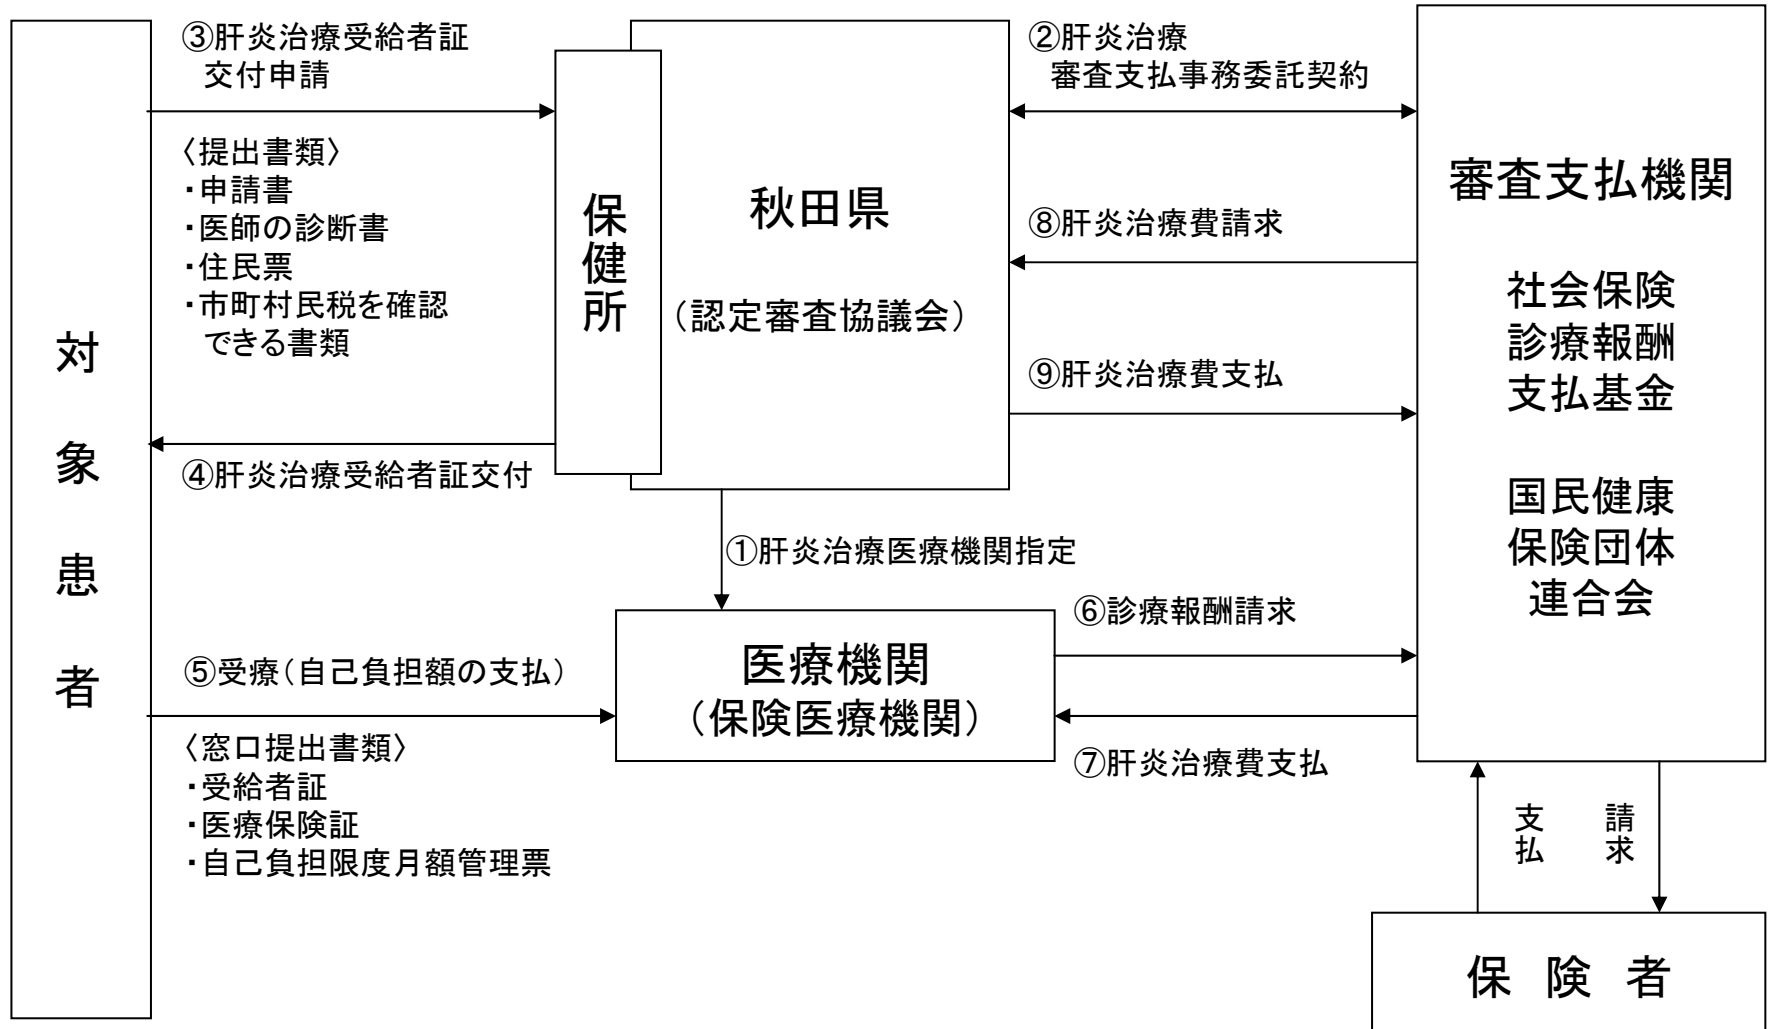 対象患者
③肝炎治療受給者証
交付申請
〈提出書類〉
・申請書
・医師の診断書
・住民票
・市町村民税を確認
できる書類
④肝炎治療受給者証交付
⑤受療(自己負担額の支払)
〈窓口提出書類〉
・受給者証
・医療保険証
・自己負担限度月額管理票
保健所
秋田県
(認定審査協議会)
①肝炎治療医療機関指定
医療機関
(保険医療機関)
②肝炎治療
審査支払事務委託契約
⑧肝炎治療費請求
⑨肝炎治療費支払
⑥診療報酬請求
⑦肝炎治療費支払
審査支払機関
社会保険
診療報酬
支払基金
国民健康
保険団体
連合会
支払
請求
保険者